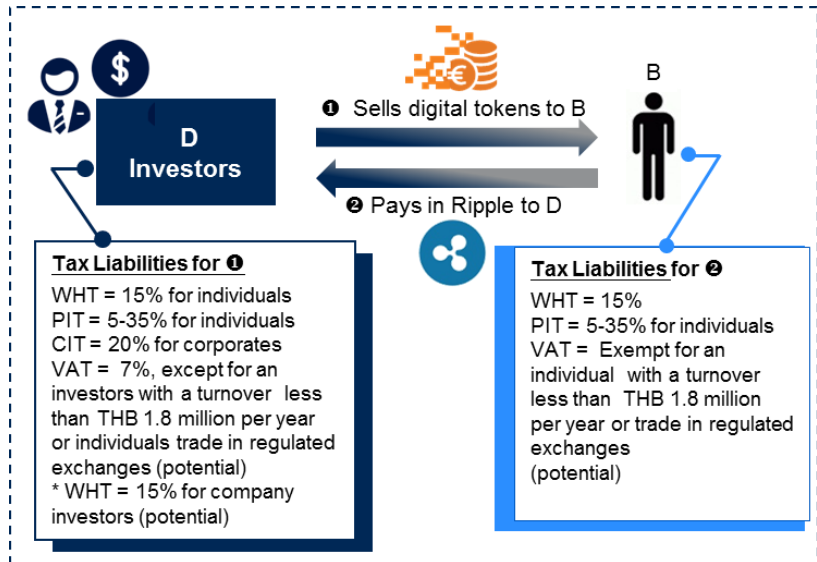 $
B
€
❶ Sells digital tokens to B
D
Investors
❷ Pays in Ripple to D
Tax Liabilities for ❶
WHT = 15% for individuals
PIT = 5-35% for individuals
CIT = 20% for corporates
VAT = 7%, except for an
investors with a turnover less
than THB 1.8 million per year
or individuals trade in regulated
exchanges (potential)
* WHT = 15% for company
investors (potential)
Tax Liabilities for ❷
WHT = 15%
PIT = 5-35% for individuals
VAT = Exempt for an
individual with a turnover
less than THB 1.8 million
per year or trade in regulated
exchanges
(potential)